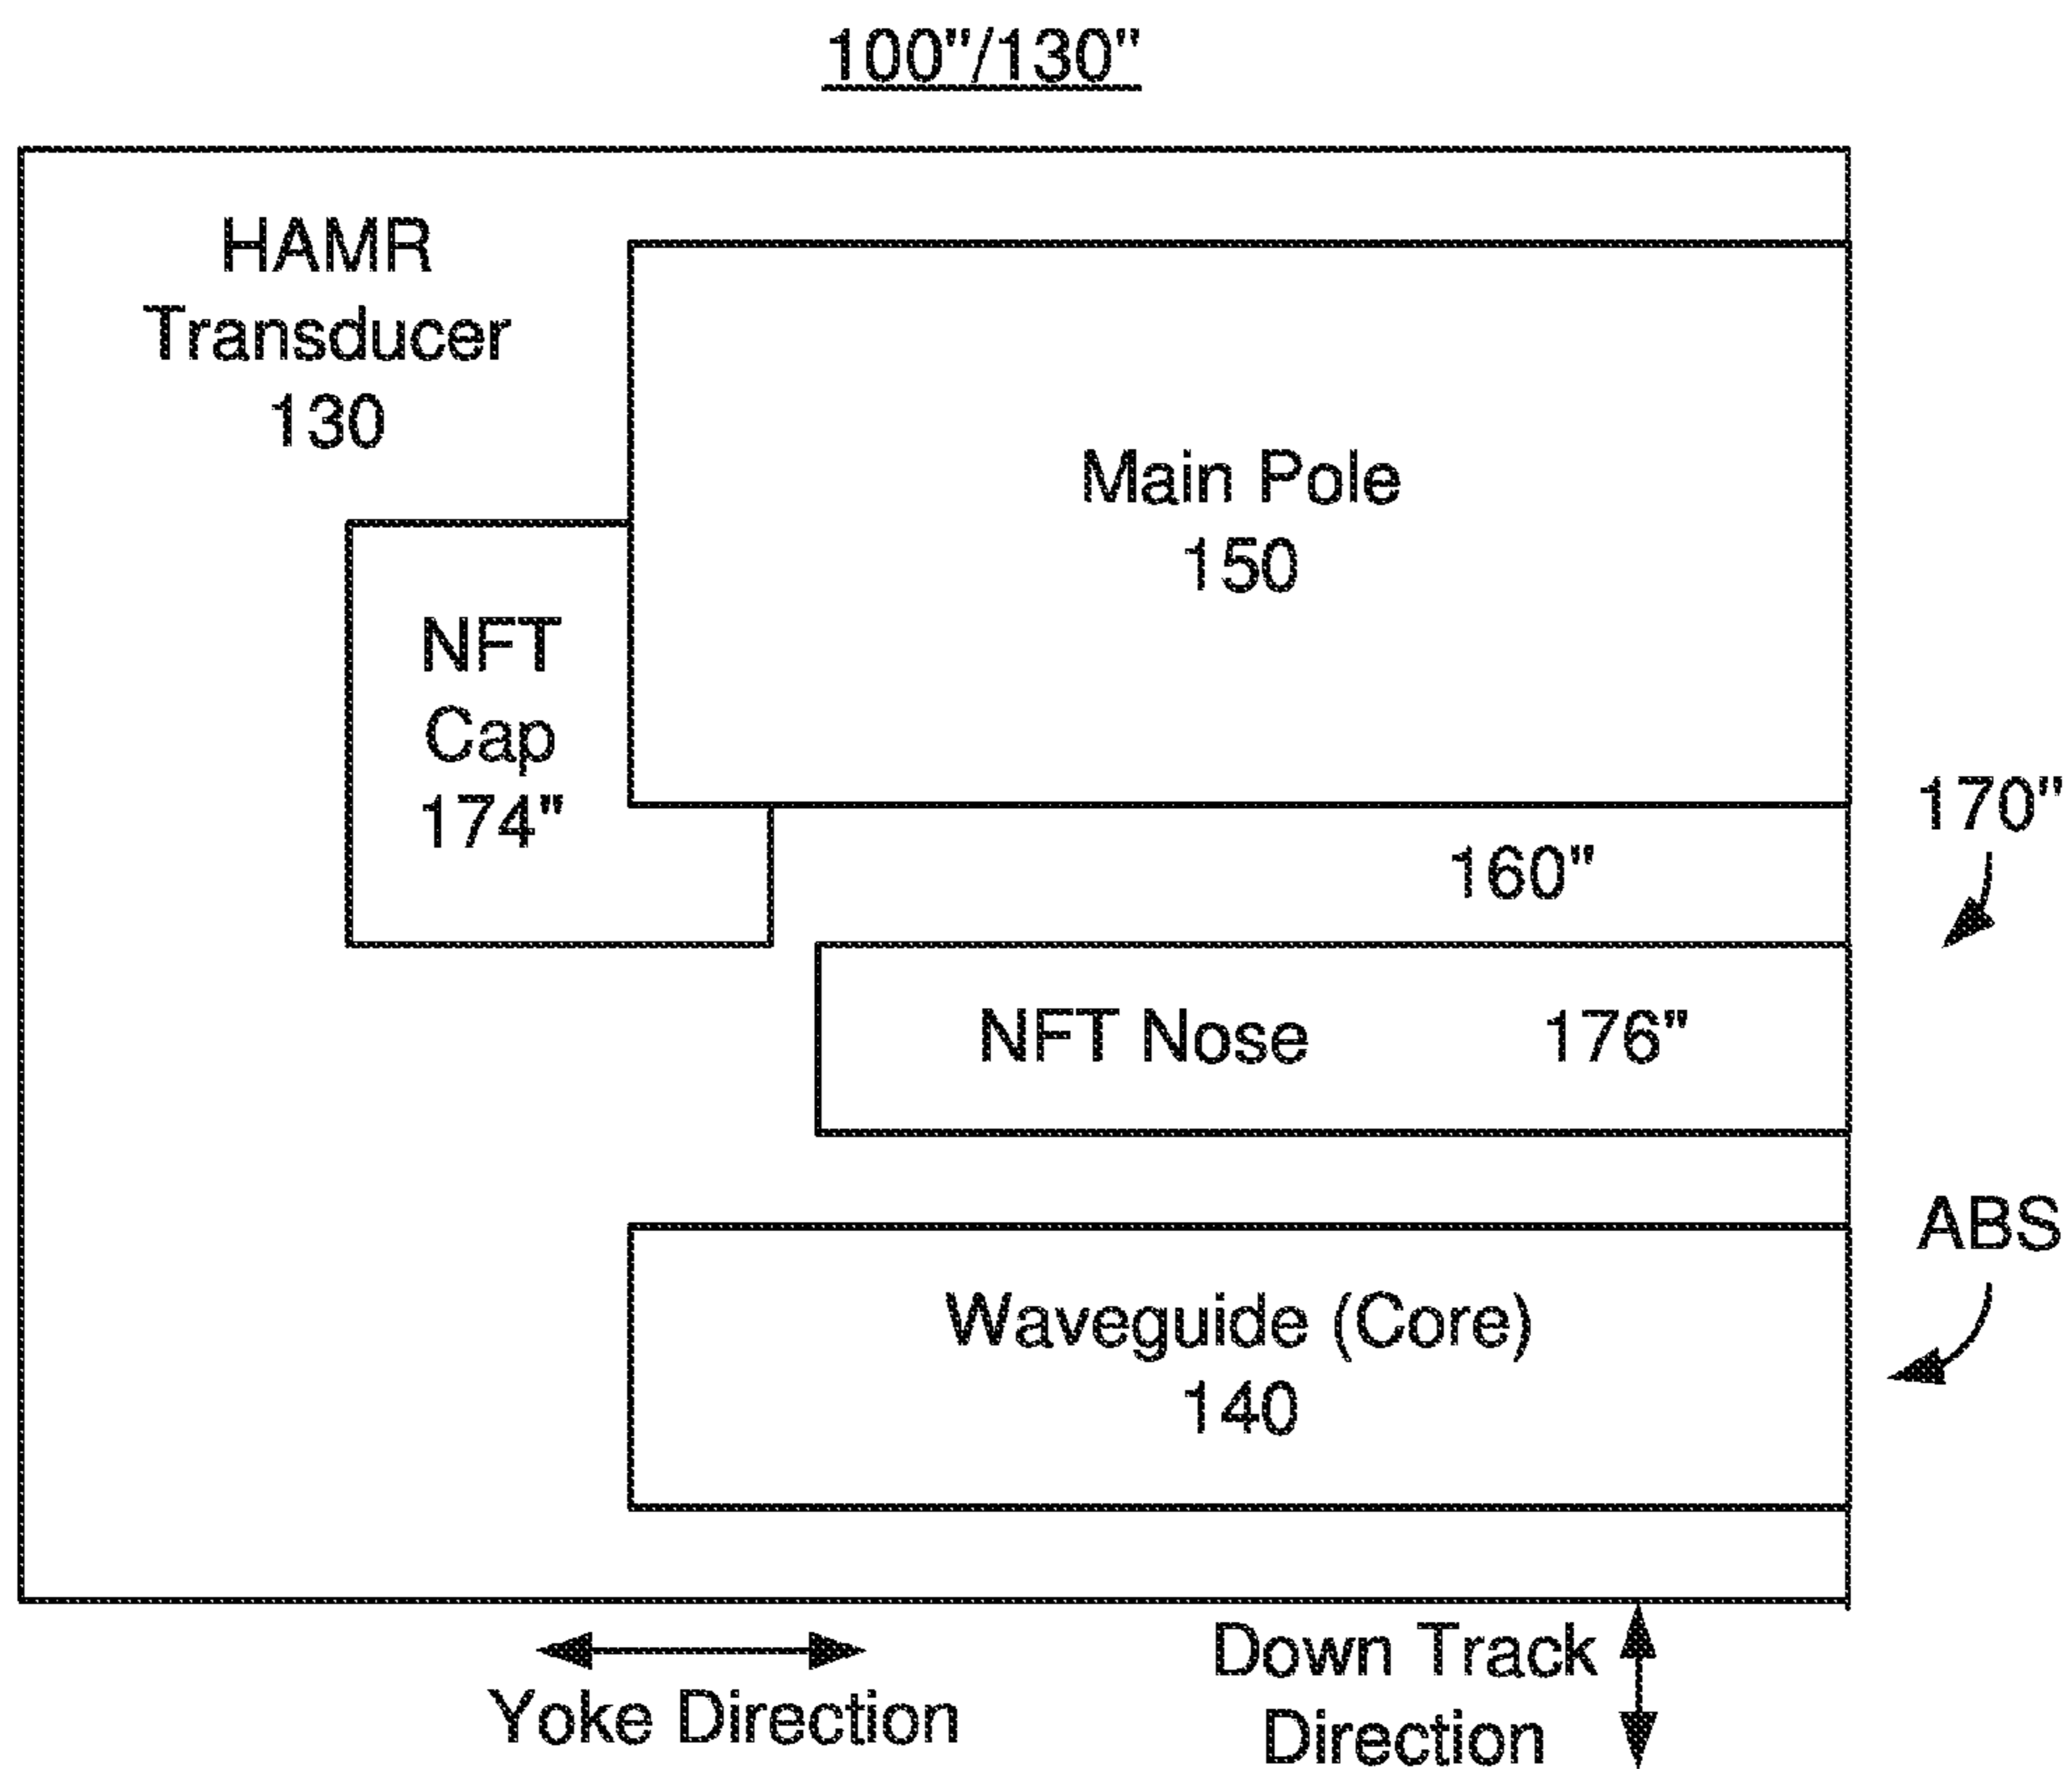 100"/130"
HAMR
Transducer
130
Main Pole
150
NFT
Cap
174"
170"
160"
NFT Nose 176"
ABS
Waveguide (Core)
140
Yoke Direction
Down Track
Direction